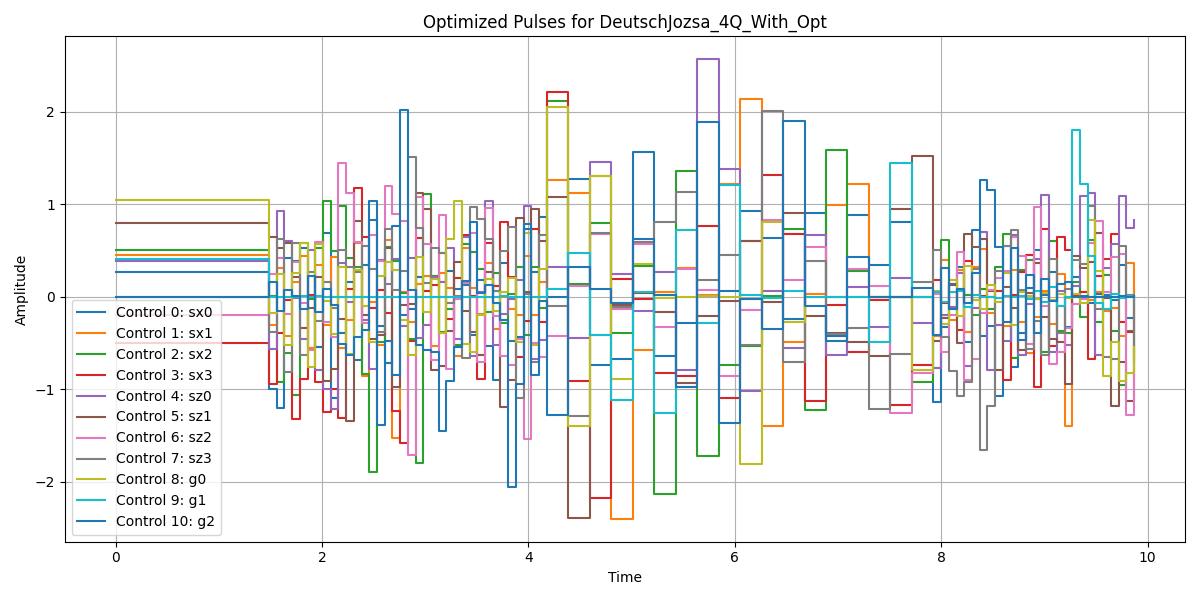 Optimized Pulses for DeutschJozsa_4Q_With_Opt
Amplitude
2
1
0
−1
−2
Control 0: sx0
Control 1: sx1
Control 2: sx2
Control 3: sx3
Control 4: sz0
Control 5: sz1
Control 6: sz2
Control 7: sz3
Control 8: g0
Control 9: g1
Control 10: g2
0 2 4 6 8 10
Time